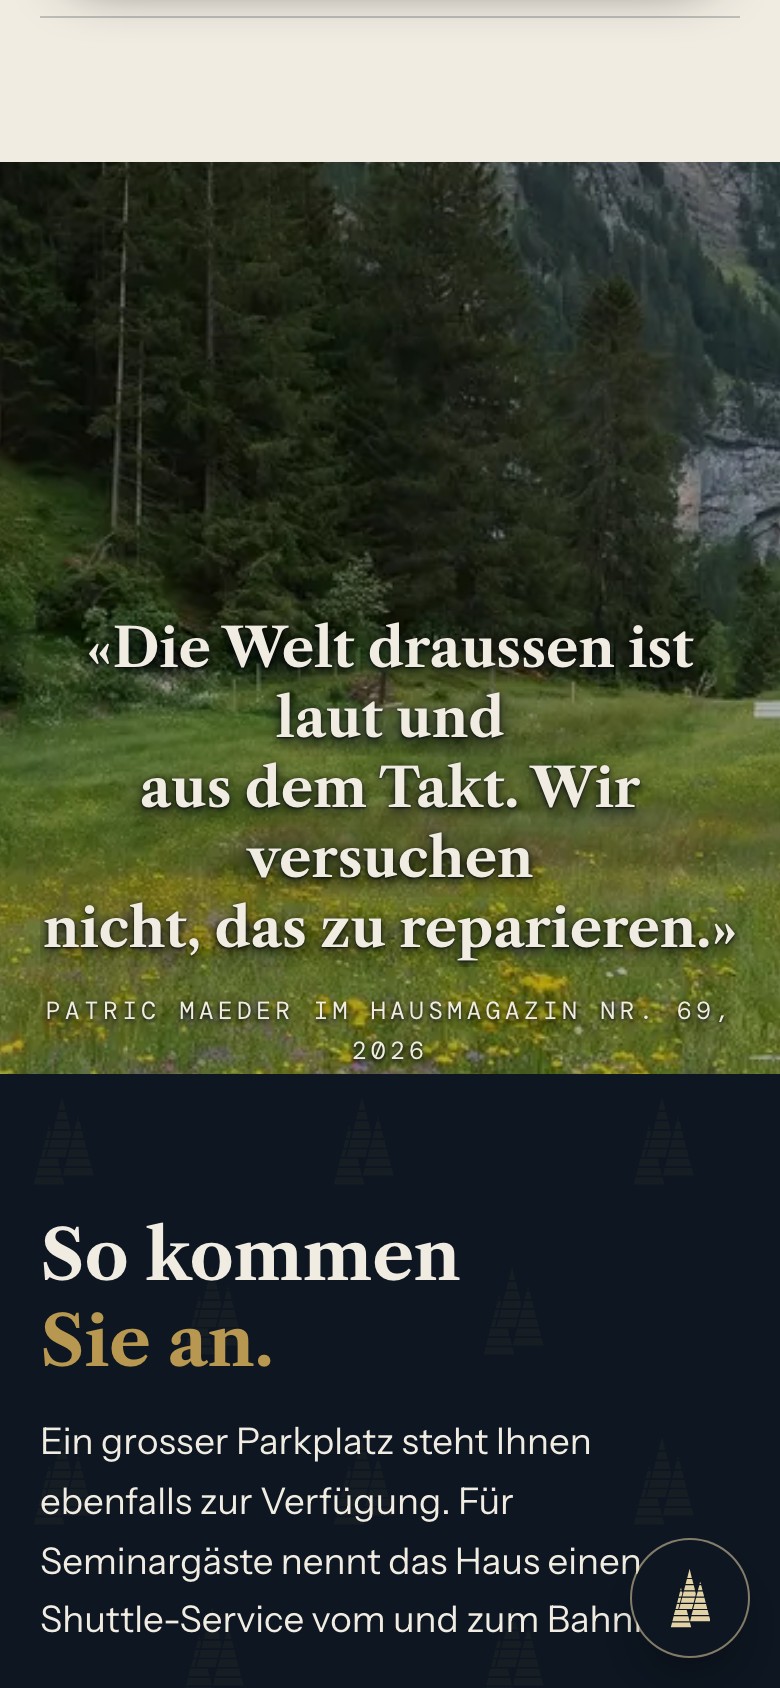 «Die Welt draussen ist
laut und
aus dem Takt. Wir
versuchen
nicht, das zu reparieren.»
PATRIC MAEDER IM HAUSMAGAZIN NR. 69,
2026
So kommen
Sie an.
Ein grosser Parkplatz steht Ihnen
ebenfalls zur Verfügung. Für
Seminargäste nennt das Haus einen
Shuttle-Service vom und zum